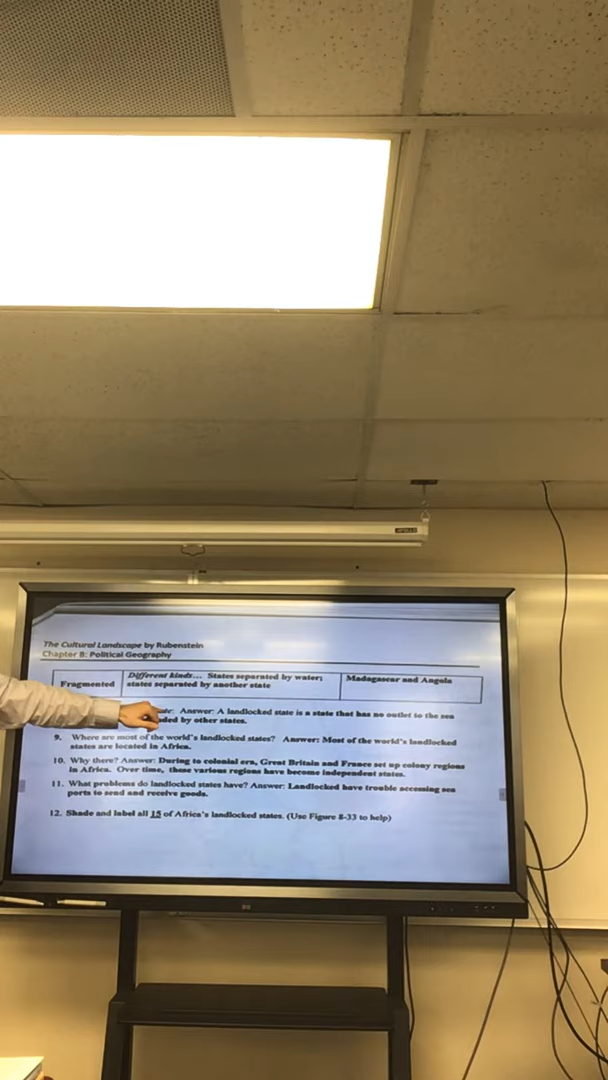 The Cultural Landscape by Rubenstein
Chapter 8: Political Geography
Fragmented
Different kinds... States separated by water;
states separated by another state
Madagascar and Angola
Answer: A landlocked state is a state that has no outlet to the sea
by other states.
9. Where are most of the world's landlocked states? Answer: Most of the world's landlocked
states are located in Africa.
10. Why there? Answer: During to colonial era, Great Britain and France set up colony regions
in Africa. Over time, these various regions have become independent states.
11. What problems do landlocked states have? Answer: Landlocked have trouble accessing sea
ports to send and receive goods.
12. Shade and label all 15 of Africa's landlocked states. (Use Figure 8-33 to help)